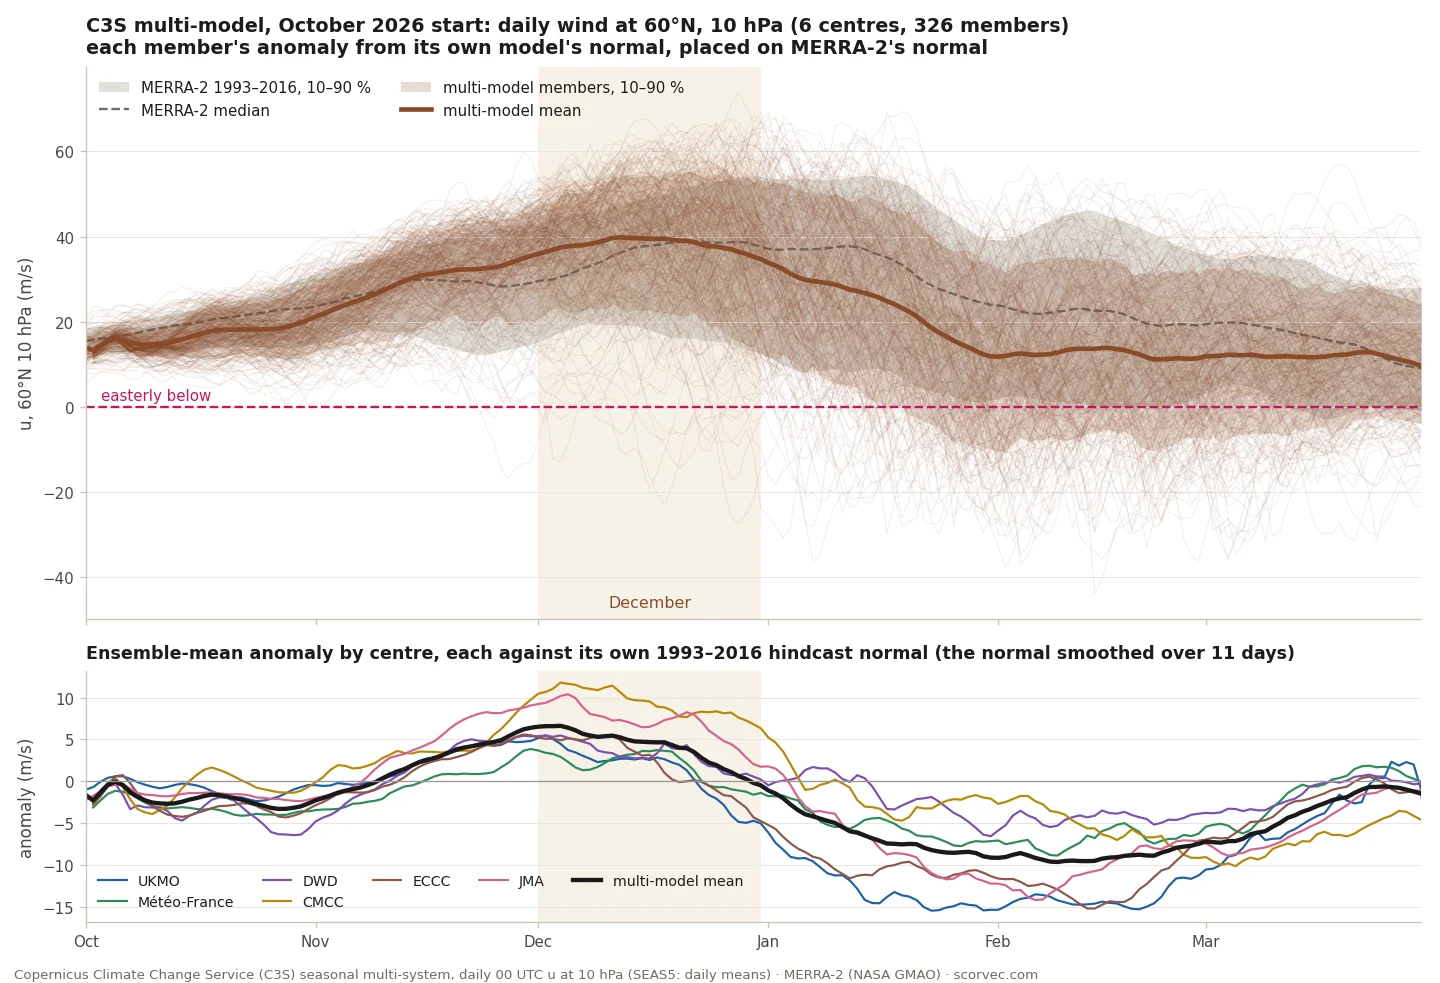 C3S multi-model, October 2026 start: daily wind at 60°N, 10 hPa (6 centres, 326 members)
each member's anomaly from its own model's normal, placed on MERRA-2's normal
MERRA-2 1993–2016, 10–90 %
multi-model members, 10–90 %
MERRA-2 median
multi-model mean
u, 60°N 10 hPa (m/s)
60
40
20
0
−20
−40
easterly below
December
Ensemble-mean anomaly by centre, each against its own 1993–2016 hindcast normal (the normal smoothed over 11 days)
anomaly (m/s)
10
5
0
−5
−10
−15
UKMO
DWD
ECCC
JMA
multi-model mean
Météo-France
CMCC
Oct
Nov
Dec
Jan
Feb
Mar
Copernicus Climate Change Service (C3S) seasonal multi-system, daily 00 UTC u at 10 hPa (SEAS5: daily means) · MERRA-2 (NASA GMAO) · scorvec.com